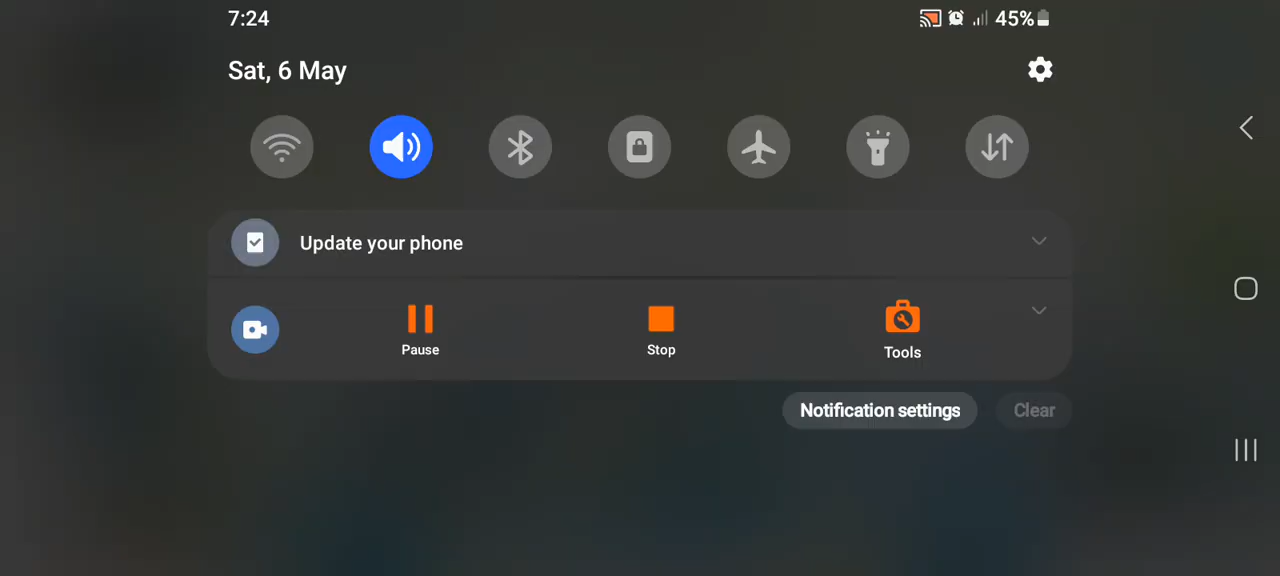 7:24
45%
Sat, 6 May
Update your phone
Pause
Stop
Tools
Notification settings
Clear